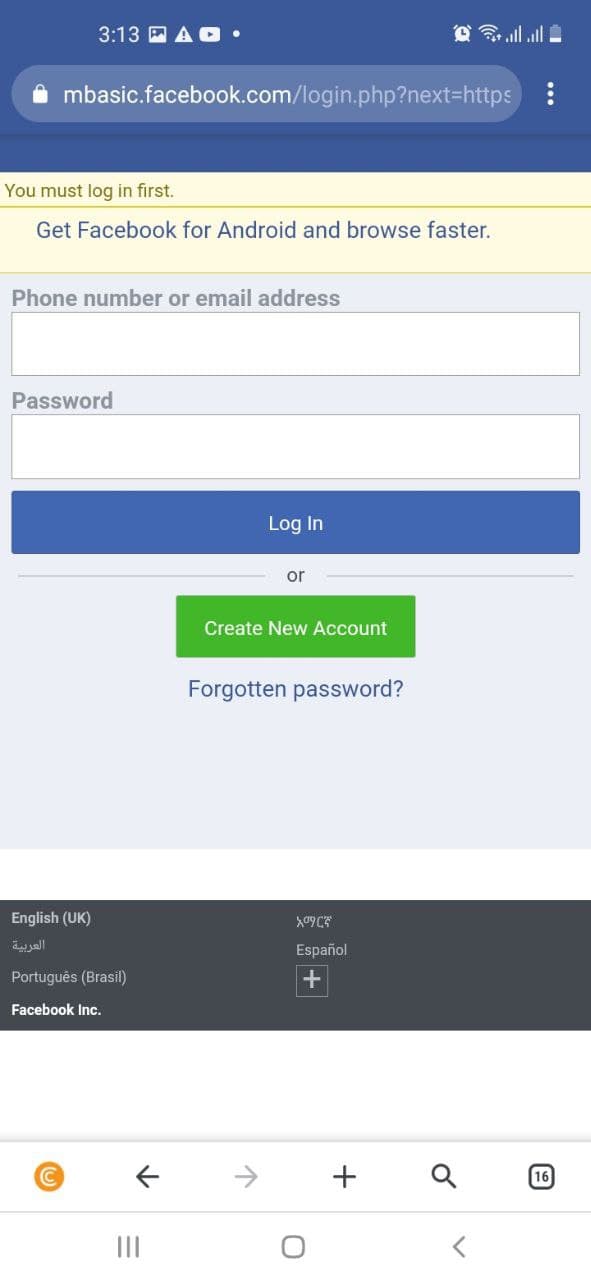 3:13
mbasic.facebook.com/login.php?next=https
You must log in first.
Get Facebook for Android and browse faster.
Phone number or email address
Password
Log In
or
Create New Account
Forgotten password?
English (UK)
አማርኛ
العربية
Español
Português (Brasil)
Facebook Inc.
16